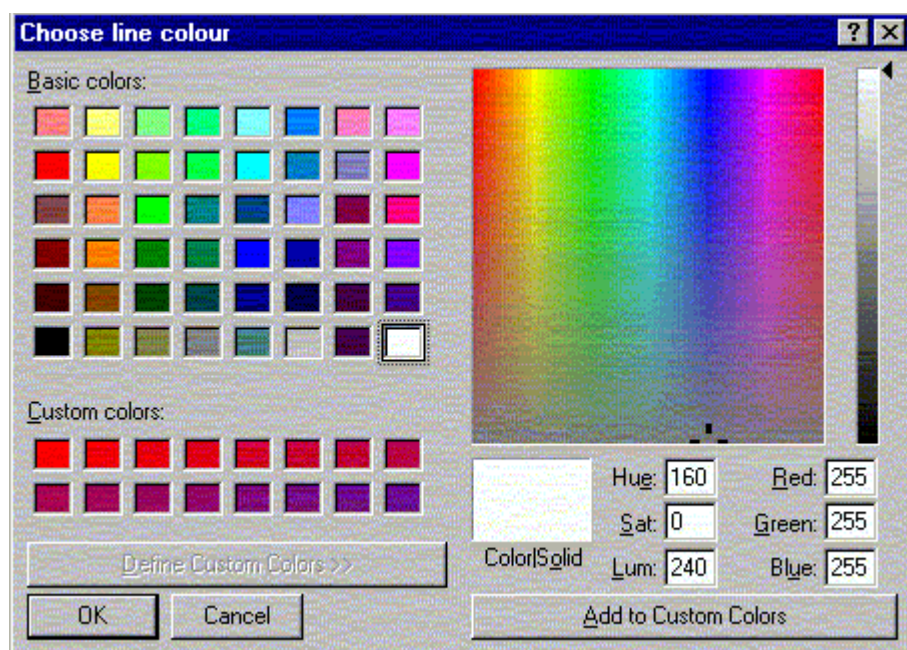 Choose line colour
Basic colors:
Custom colors:
Define Custom Colors >>
OK Cancel
Color|Solid
Hue: 160 Red: 255
Sat: 0 Green: 255
Lum: 240 Blue: 255
Add to Custom Colors